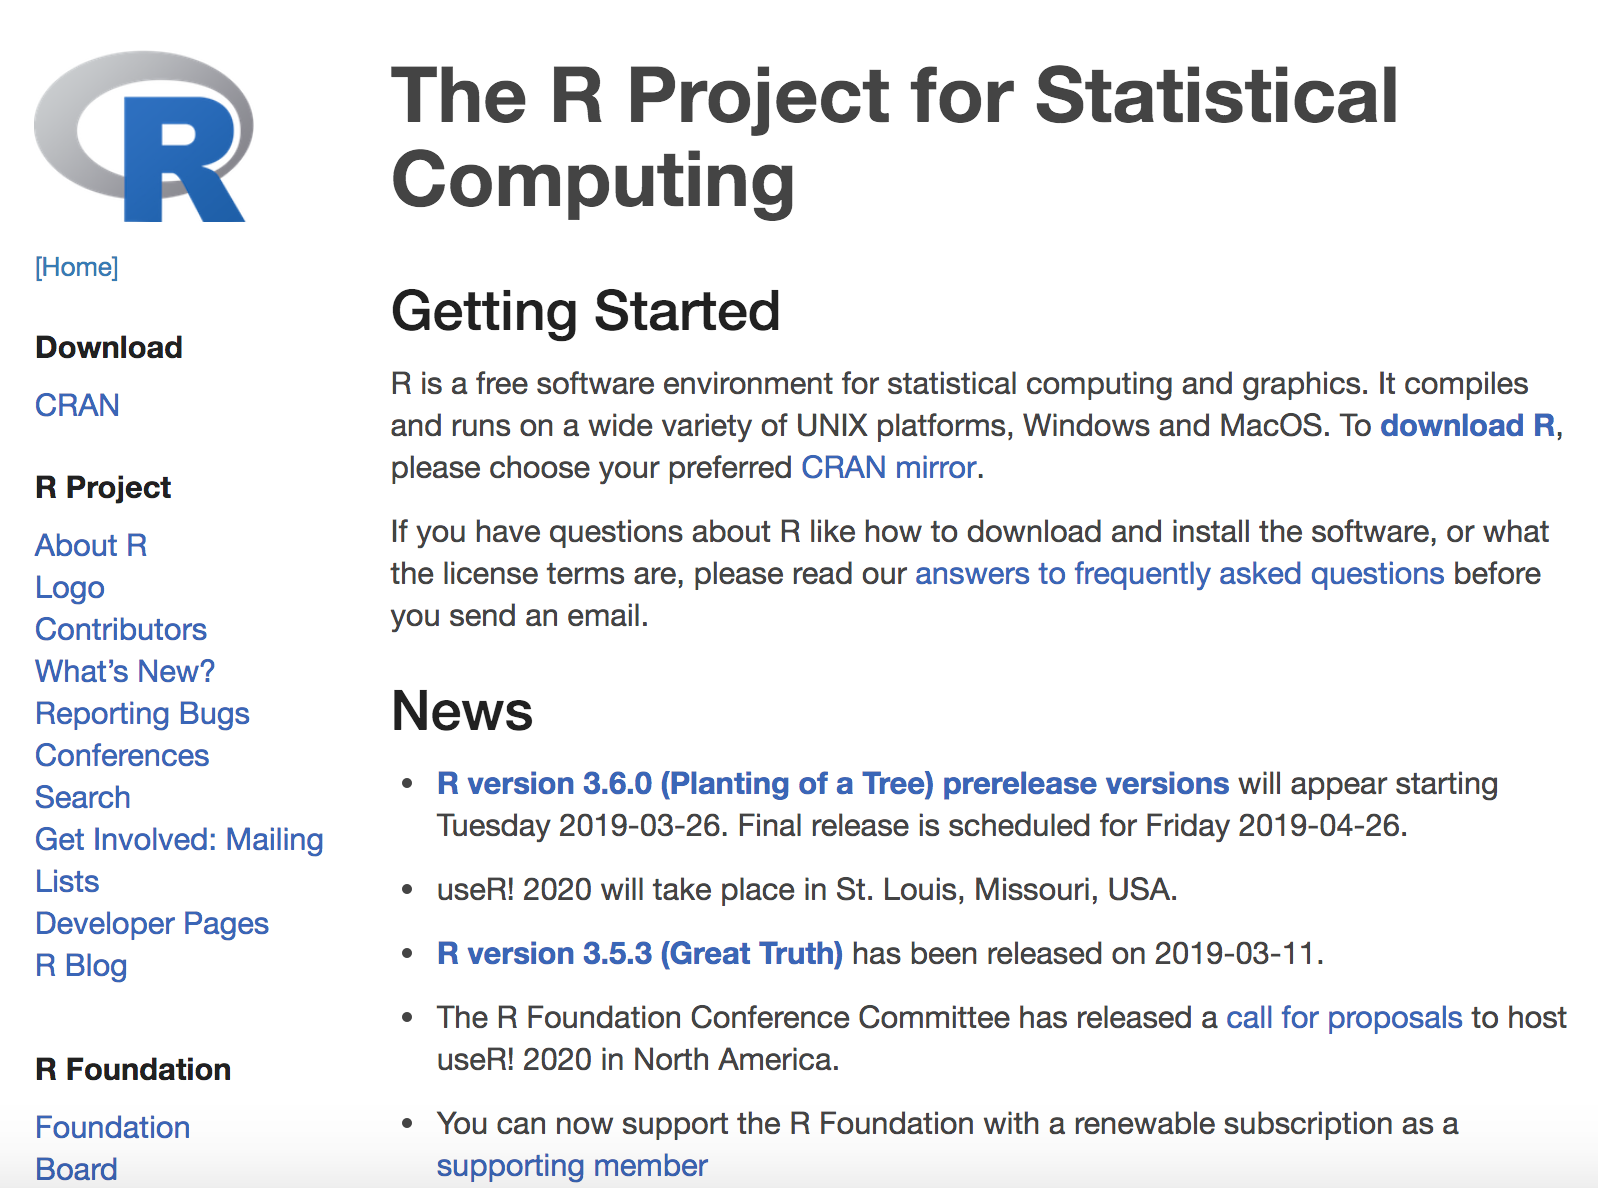 R
[Home]
Download
CRAN
R Project
About R
Logo
Contributors
What’s New?
Reporting Bugs
Conferences
Search
Get Involved: Mailing
Lists
Developer Pages
R Blog
R Foundation
Foundation
Board
The R Project for Statistical
Computing
Getting Started
R is a free software environment for statistical computing and graphics. It compiles
and runs on a wide variety of UNIX platforms, Windows and MacOS. To download R,
please choose your preferred CRAN mirror.
If you have questions about R like how to download and install the software, or what
the license terms are, please read our answers to frequently asked questions before
you send an email.
News
• R version 3.6.0 (Planting of a Tree) prerelease versions will appear starting
Tuesday 2019-03-26. Final release is scheduled for Friday 2019-04-26.
• useR! 2020 will take place in St. Louis, Missouri, USA.
• R version 3.5.3 (Great Truth) has been released on 2019-03-11.
• The R Foundation Conference Committee has released a call for proposals to host
useR! 2020 in North America.
• You can now support the R Foundation with a renewable subscription as a
supporting member